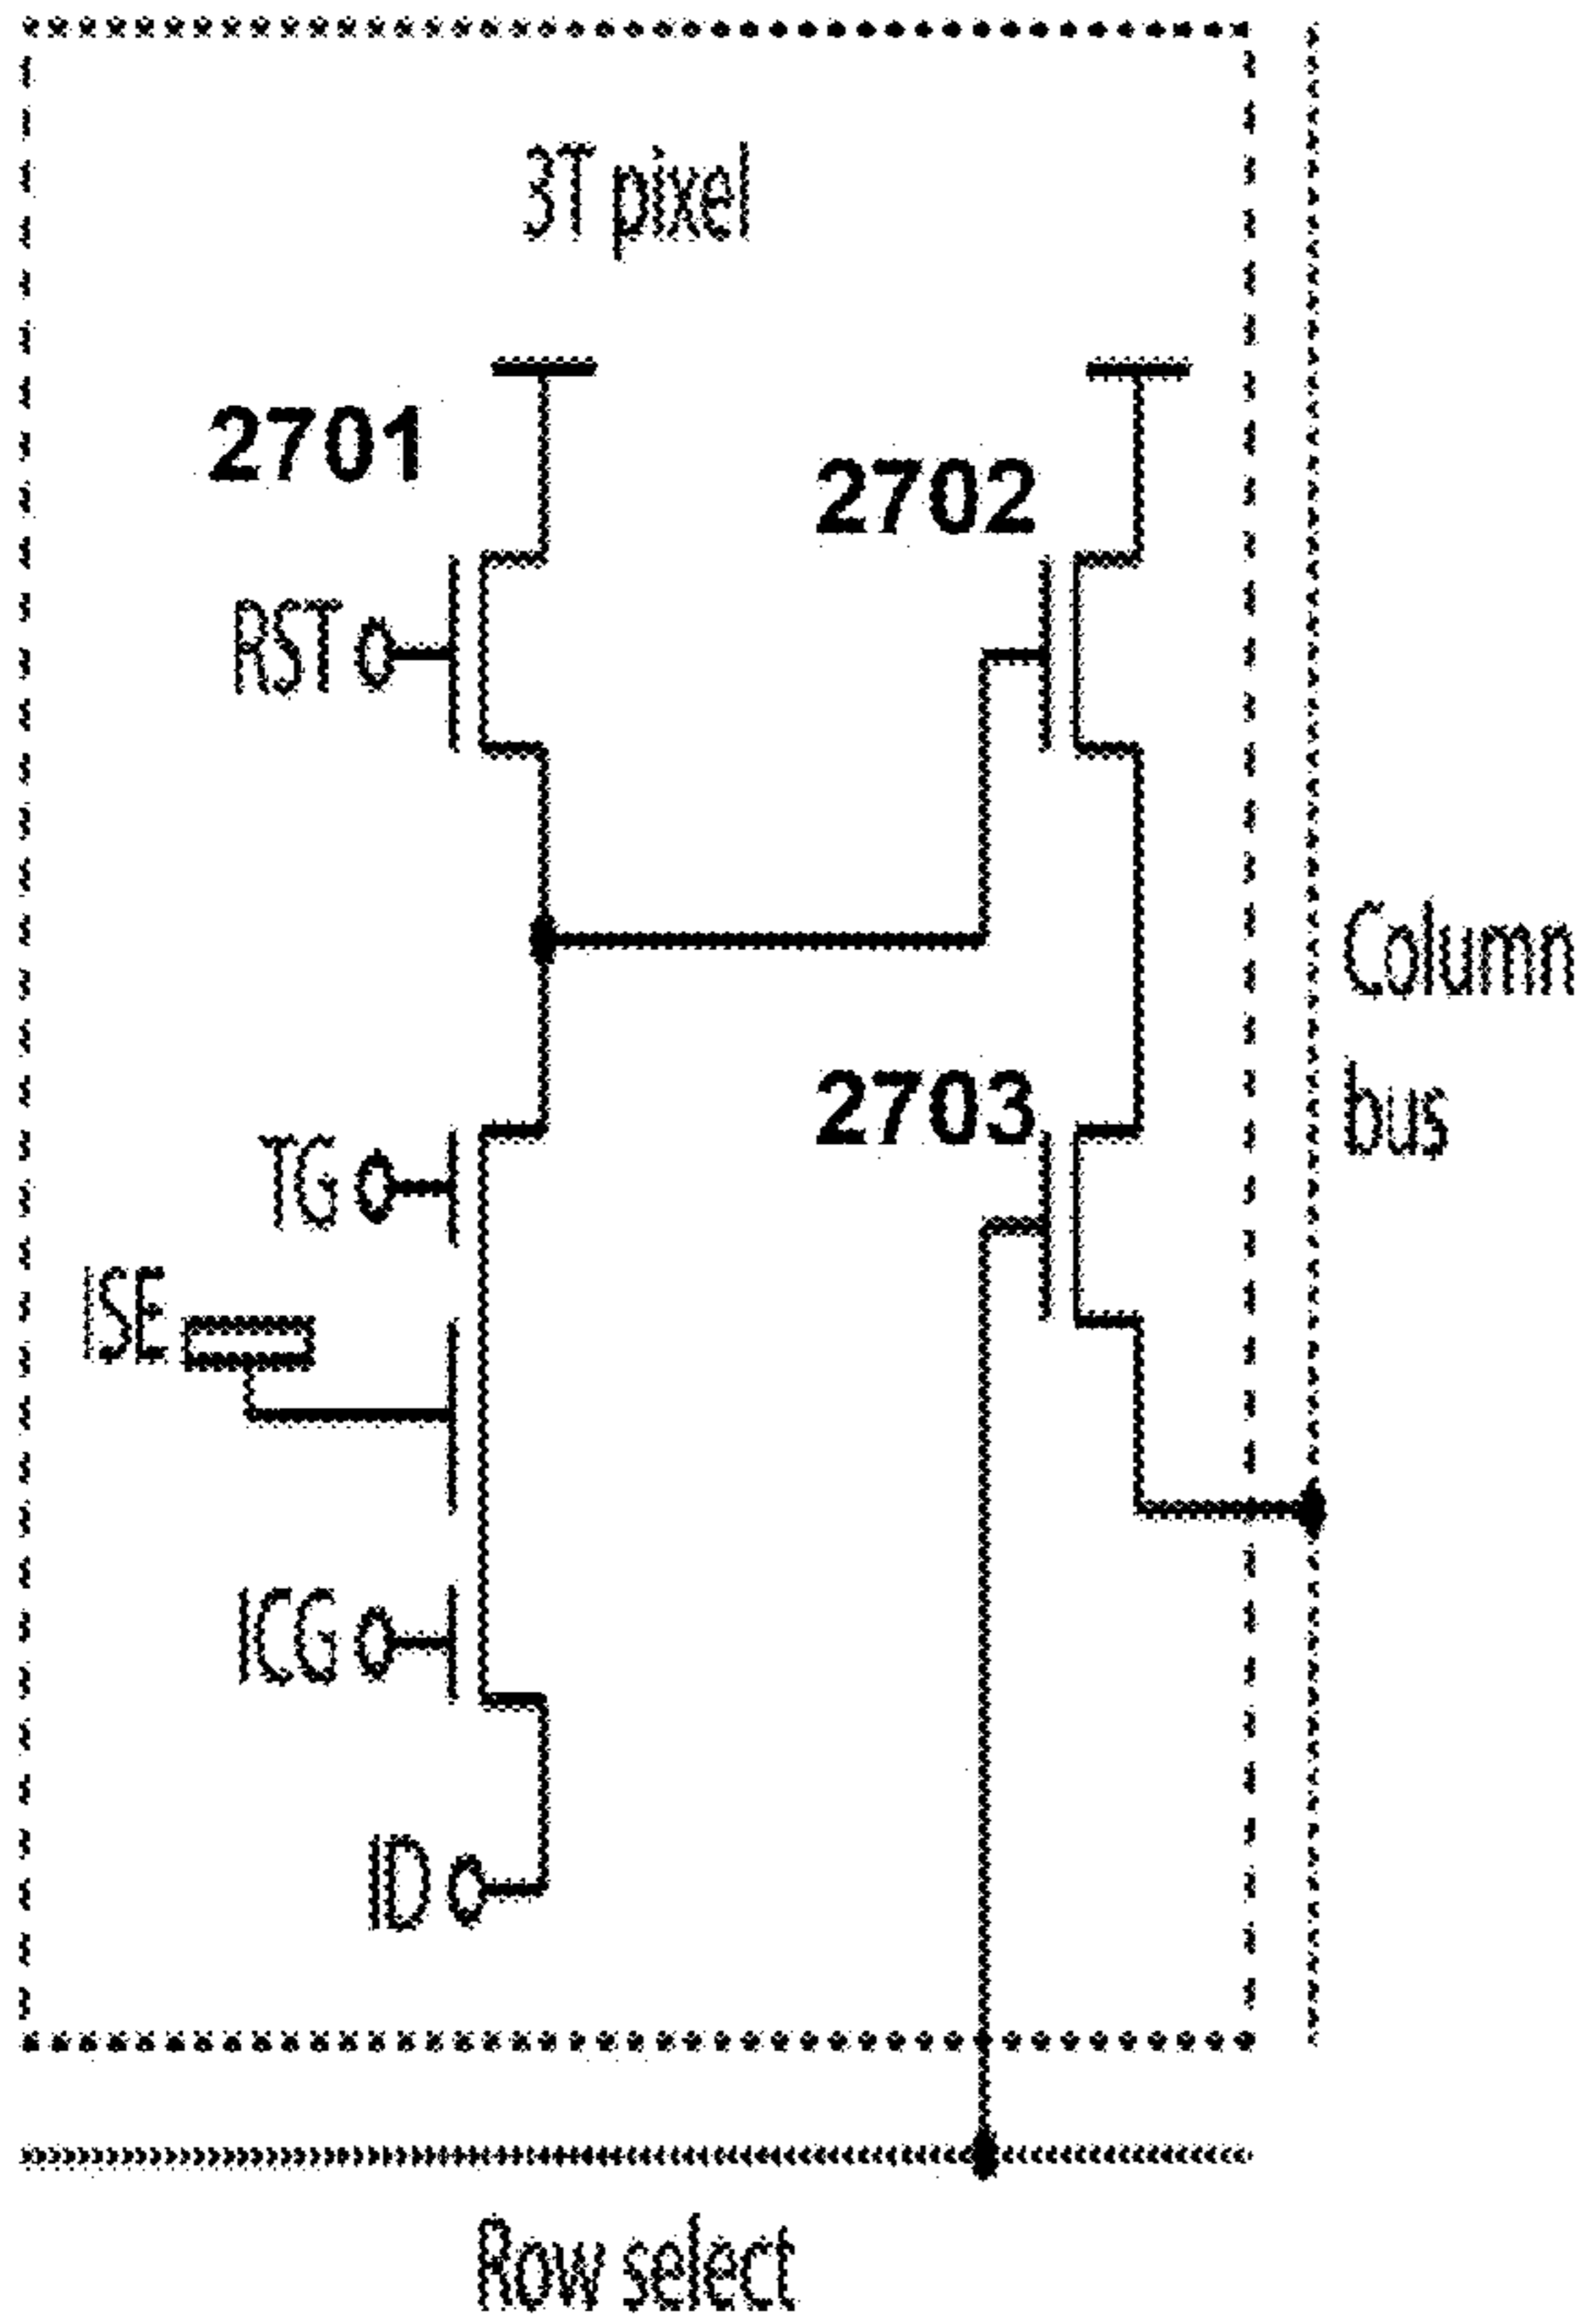 3T pixel
2701
2702
RST
Column
bus
2703
TG
ISE
ICG
ID
Row select